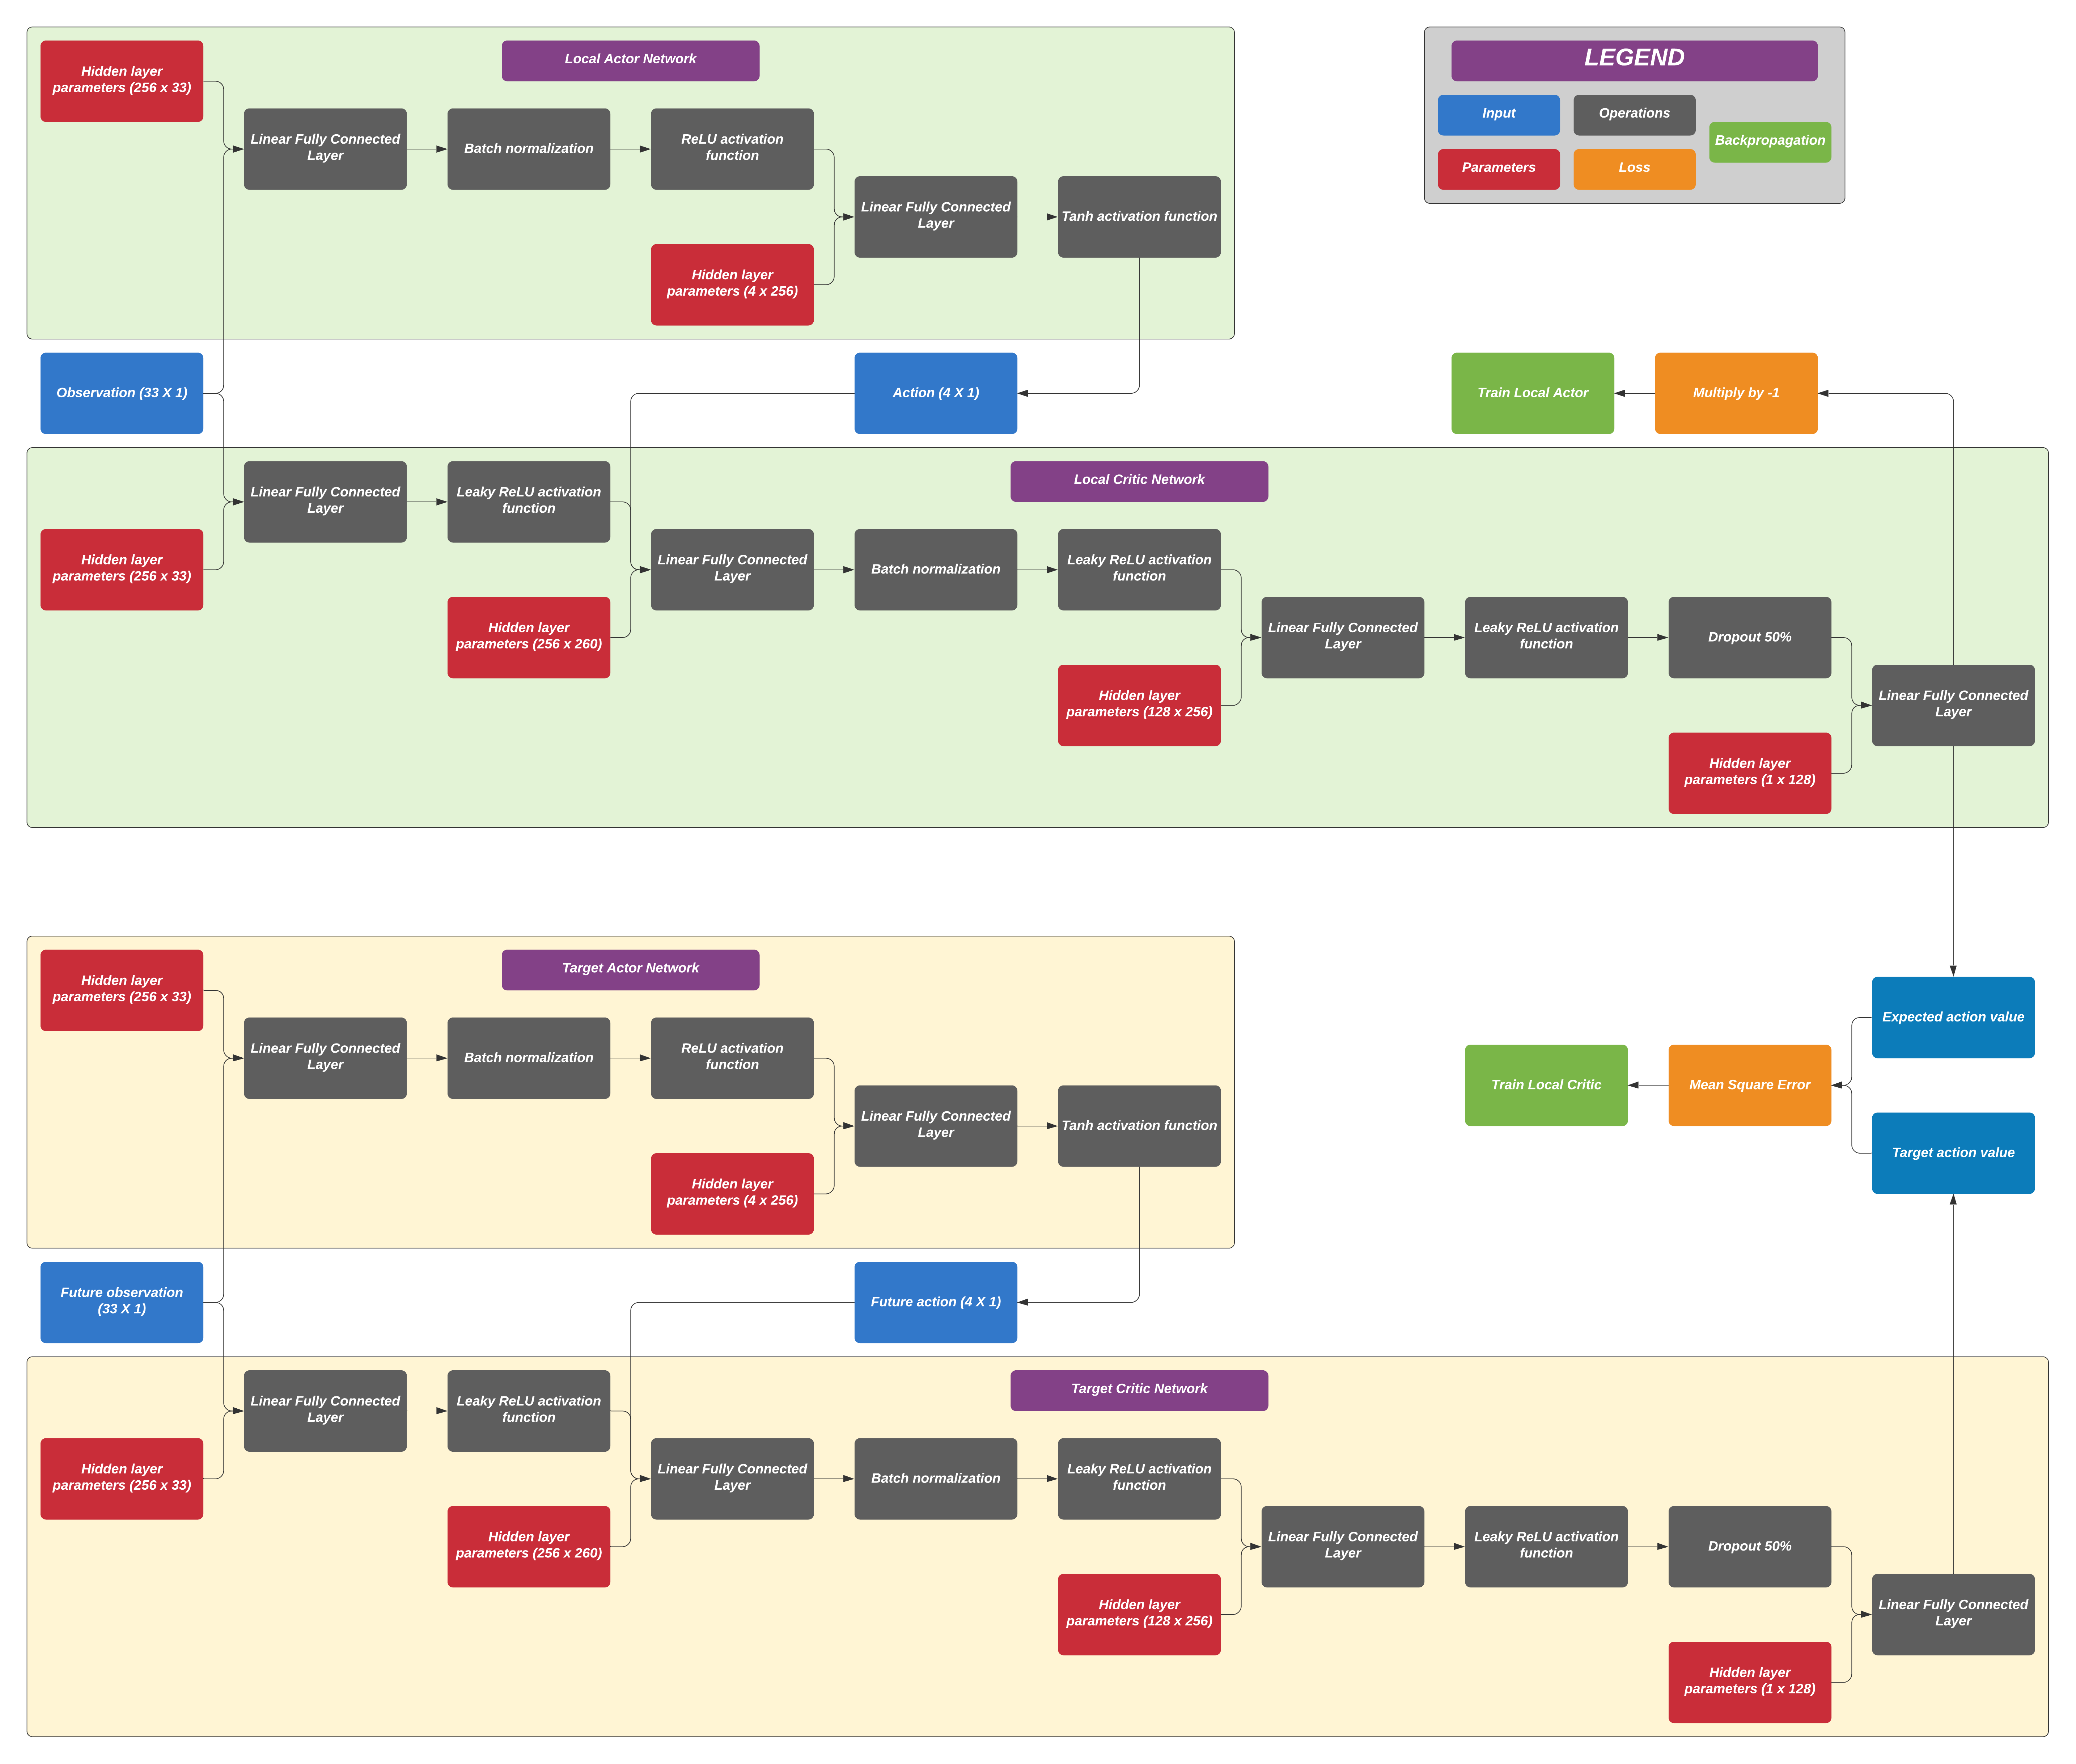 Hidden layer
parameters (256 x 33)
Local Actor Network
Linear Fully Connected
Layer
Batch normalization
ReLU activation
function
Linear Fully Connected
Layer
Tanh activation function
Hidden layer
parameters (4 x 256)
LEGEND
Input
Operations
Backpropagation
Parameters
Loss
Observation (33 X 1)
Action (4 X 1)
Train Local Actor
Multiply by -1
Local Critic Network
Linear Fully Connected
Layer
Leaky ReLU activation
function
Hidden layer
parameters (256 x 33)
Linear Fully Connected
Layer
Batch normalization
Leaky ReLU activation
function
Hidden layer
parameters (256 x 260)
Linear Fully Connected
Layer
Leaky ReLU activation
function
Dropout 50%
Hidden layer
parameters (128 x 256)
Linear Fully Connected
Layer
Hidden layer
parameters (1 x 128)
Hidden layer
parameters (256 x 33)
Target Actor Network
Linear Fully Connected
Layer
Batch normalization
ReLU activation
function
Linear Fully Connected
Layer
Tanh activation function
Hidden layer
parameters (4 x 256)
Expected action value
Train Local Critic
Mean Square Error
Target action value
Future observation
(33 X 1)
Future action (4 X 1)
Target Critic Network
Linear Fully Connected
Layer
Leaky ReLU activation
function
Hidden layer
parameters (256 x 33)
Linear Fully Connected
Layer
Batch normalization
Leaky ReLU activation
function
Hidden layer
parameters (256 x 260)
Linear Fully Connected
Layer
Leaky ReLU activation
function
Dropout 50%
Hidden layer
parameters (128 x 256)
Linear Fully Connected
Layer
Hidden layer
parameters (1 x 128)